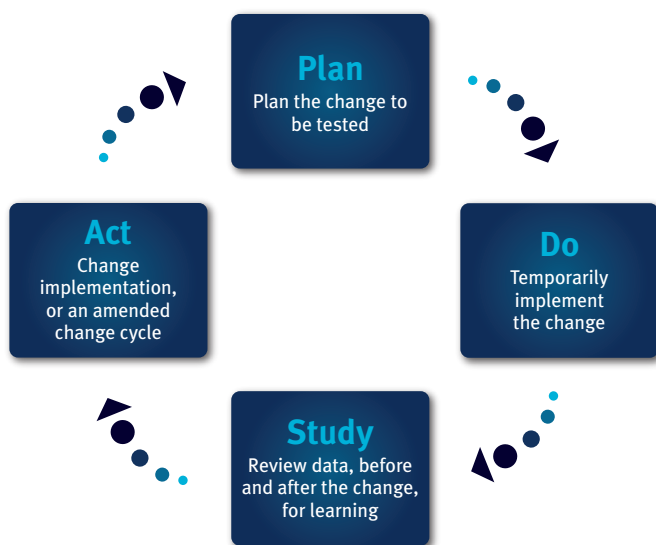 Plan
Plan the change to
be tested
Do
Temporarily
implement
the change
Study
Review data, before
and after the change,
for learning
Act
Change
implementation,
or an amended
change cycle